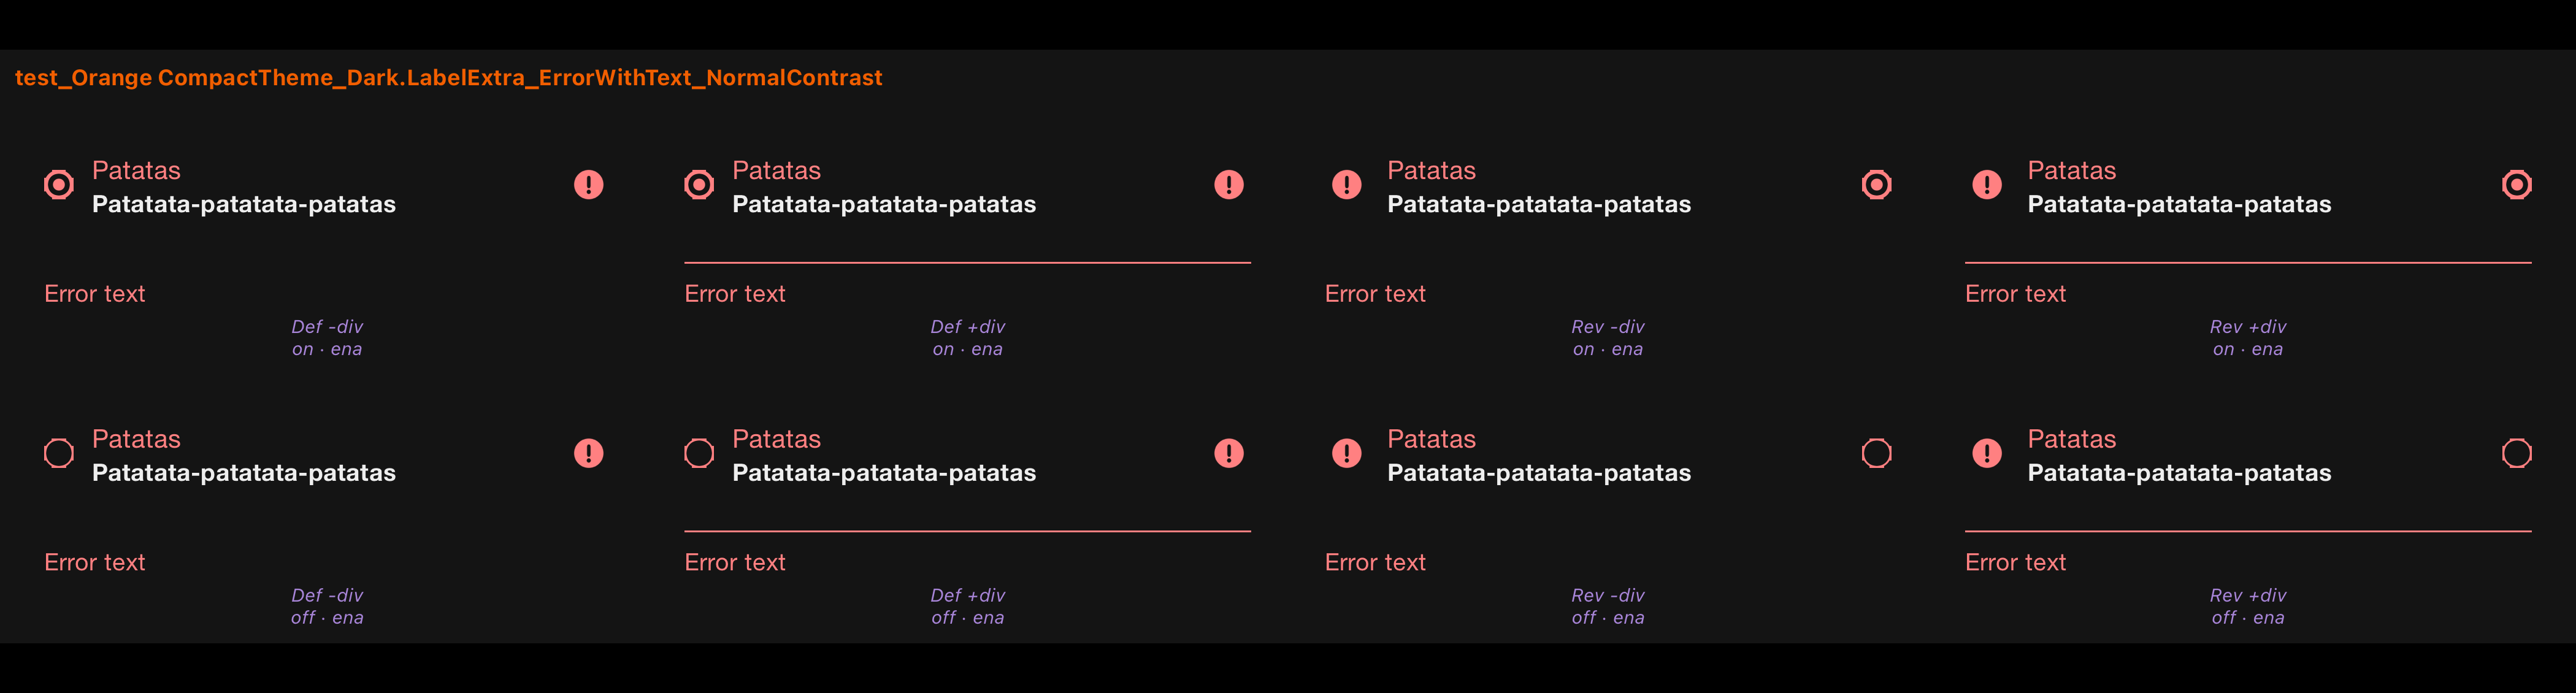 test_Orange CompactTheme_Dark.LabelExtra_ErrorWithText_NormalContrast
Patatas
Patatata-patatata-patatas
Error text
Def -div
on · ena
Patatas
Patatata-patatata-patatas
Error text
Def +div
on · ena
Patatas
Patatata-patatata-patatas
Error text
Rev -div
on · ena
Patatas
Patatata-patatata-patatas
Error text
Rev +div
on · ena
Patatas
Patatata-patatata-patatas
Error text
Def -div
off · ena
Patatas
Patatata-patatata-patatas
Error text
Def +div
off · ena
Patatas
Patatata-patatata-patatas
Error text
Rev -div
off · ena
Patatas
Patatata-patatata-patatas
Error text
Rev +div
off · ena